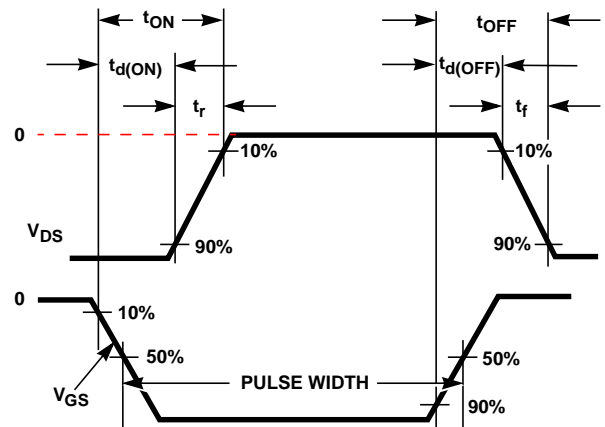 tON
tOFF
td(ON)
td(OFF)
tr
tf
0
10%
10%
VDS
90%
90%
0
10%
50%
50%
VGS
PULSE WIDTH
90%